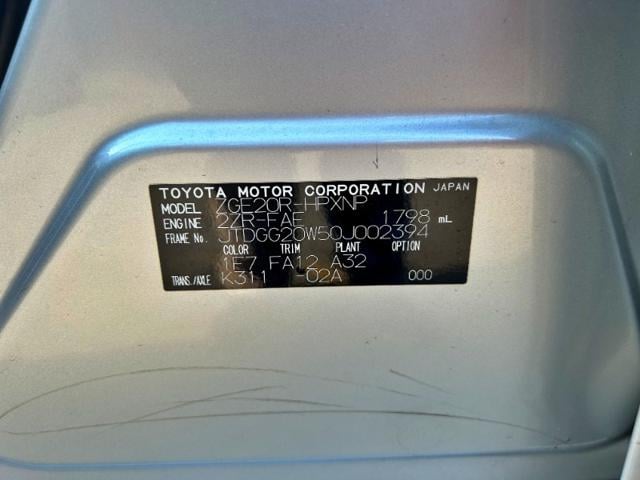 TOYOTA MOTOR CORPORATION JAPAN
MODEL ZGE20R-HPXNP
ENGINE 2ZR-FAE 1798 mL
FRAME No. JTDGG20W50J002394
COLOR TRIM PLANT OPTION
1E7 FA12 A32
TRANS./AXLE K311 -02A 000